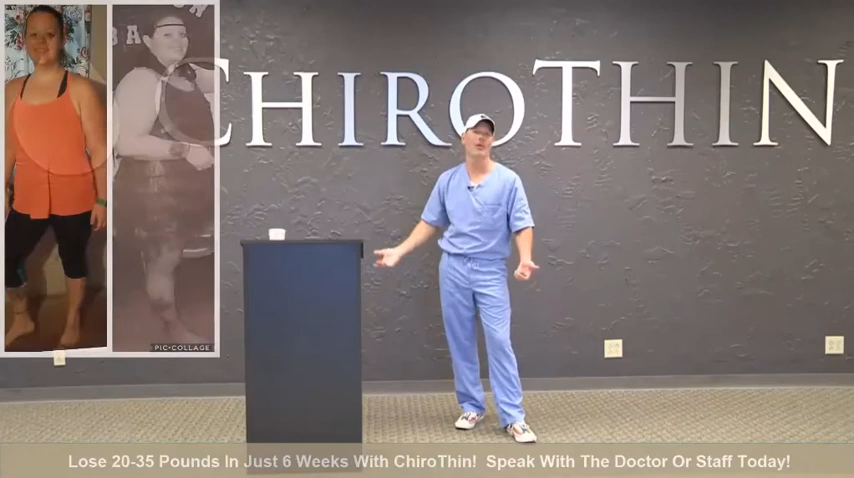 CHIROTHIN
PIC•COLLAGE
Lose 20-35 Pounds In Just 6 Weeks With ChiroThin! Speak With The Doctor Or Staff Today!